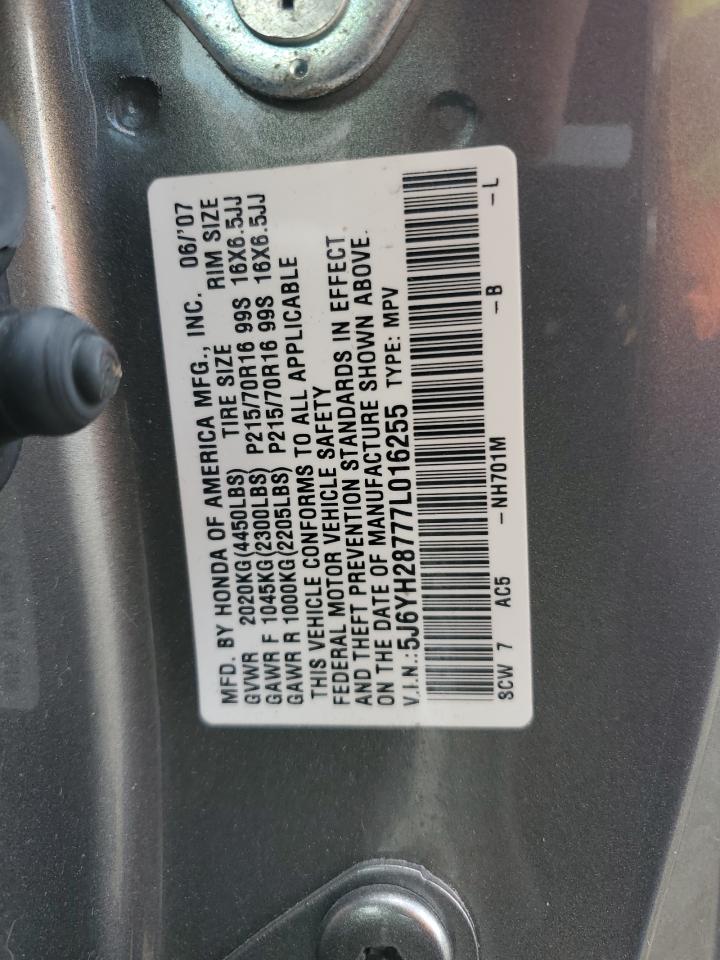 MFD. BY HONDA OF AMERICA MFG., INC. 06/'07
GVWR 2020KG(4450LBS) TIRE SIZE RIM SIZE
GAWR F 1045KG(2300LBS) P215/70R16 99S 16X6.5JJ
GAWR R 1000KG(2205LBS) P215/70R16 99S 16X6.5JJ
THIS VEHICLE CONFORMS TO ALL APPLICABLE
FEDERAL MOTOR VEHICLE SAFETY
AND THEFT PREVENTION STANDARDS IN EFFECT
ON THE DATE OF MANUFACTURE SHOWN ABOVE.
V.I.N.:5J6YH28777L016255 TYPE: MPV
SCW 7 AC5 -NH701M -B -L